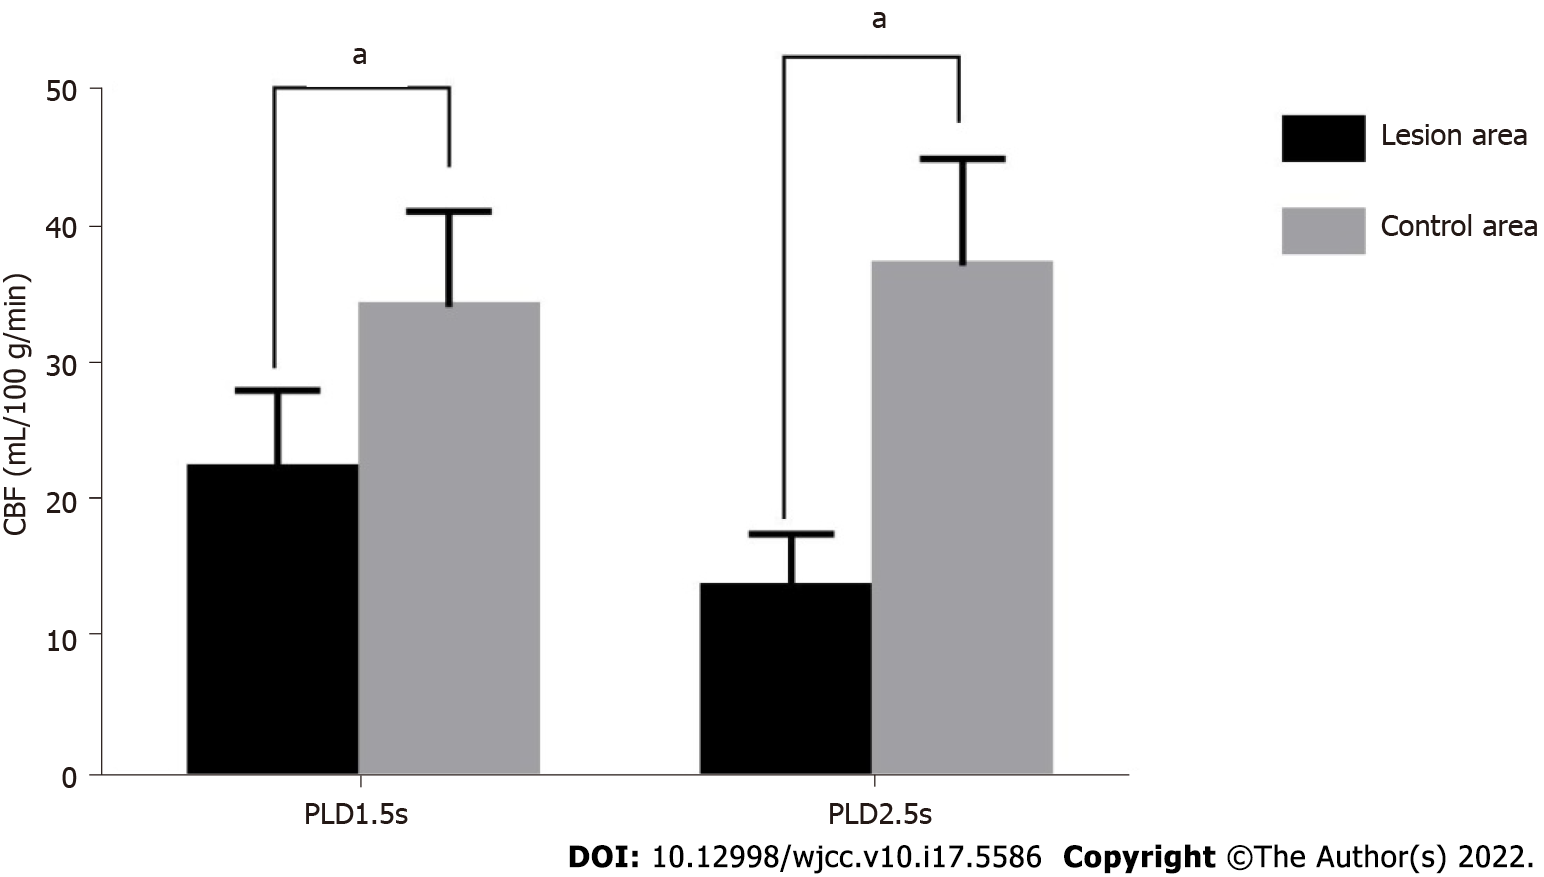 a
a
50
40
30
20
10
0
CBF (mL/100 g/min)
Lesion area
Control area
PLD1.5s
PLD2.5s
DOI: 10.12998/wjcc.v10.i17.5586 Copyright ©The Author(s) 2022.